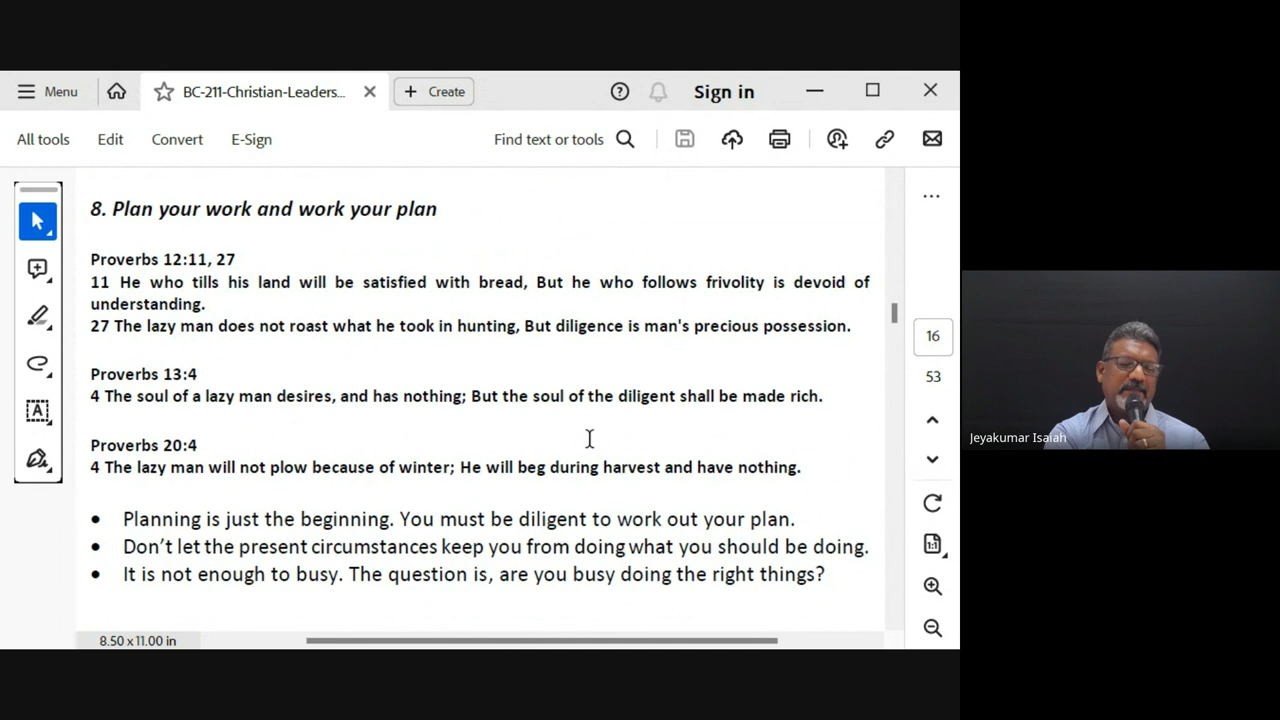 Menu
BC-211-Christian-Leaders...
Create
Sign in
All tools
Edit
Convert
E-Sign
Find text or tools
8. Plan your work and work your plan
Proverbs 12:11, 27
11 He who tills his land will be satisfied with bread, But he who follows frivolity is devoid of
understanding.
27 The lazy man does not roast what he took in hunting, But diligence is man's precious possession.
Proverbs 13:4
4 The soul of a lazy man desires, and has nothing; But the soul of the diligent shall be made rich.
Proverbs 20:4
4 The lazy man will not plow because of winter; He will beg during harvest and have nothing.
• Planning is just the beginning. You must be diligent to work out your plan.
• Don’t let the present circumstances keep you from doing what you should be doing.
• It is not enough to busy. The question is, are you busy doing the right things?
8.50 x 11.00 in
16
53
1:1
A
Jeyakumar Isaiah